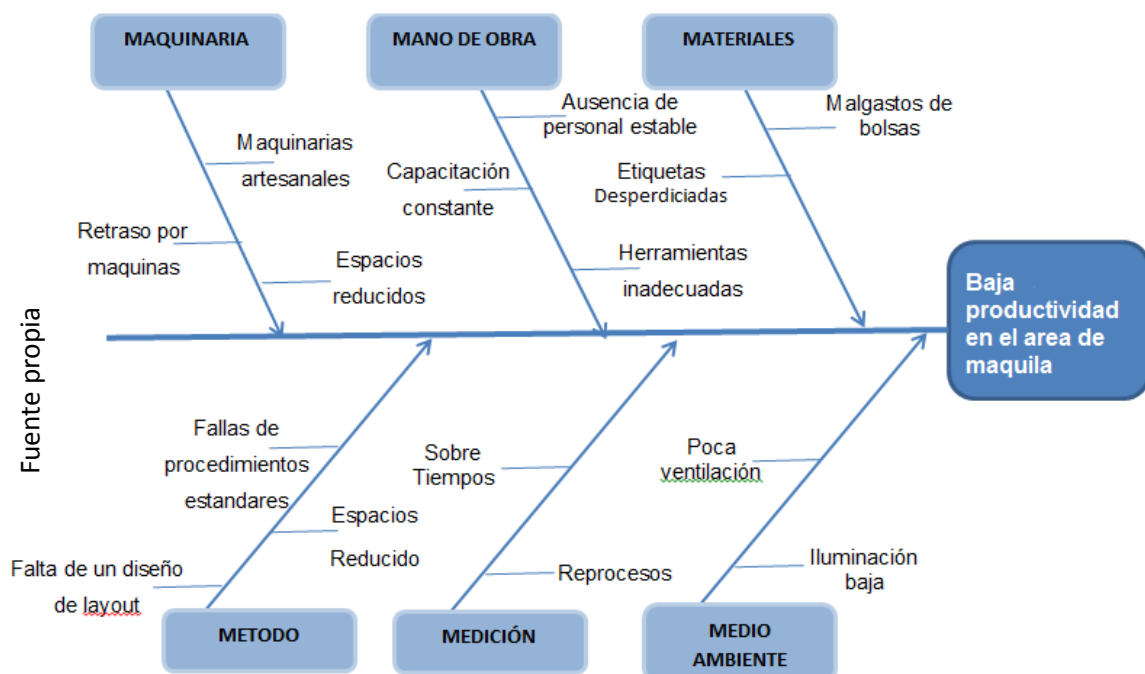 MAQUINARIA
MANO DE OBRA
MATERIALES
Maquinarias
artesanales
Retraso por
maquinas
Espacios
reducidos
Ausencia de
personal estable
Capacitación
constante
Herramientas
inadecuadas
Malgastos de
bolsas
Etiquetas
Desperdiciadas
Baja
productividad
en el area de
maquila
Fuente propia
Fallas de
procedimientos
estandares
Espacios
Reducido
Falta de un diseño
de layout
Sobre
Tiempos
Reprocesos
Poca
ventilación
Iluminación
baja
METODO
MEDICIÓN
MEDIO
AMBIENTE